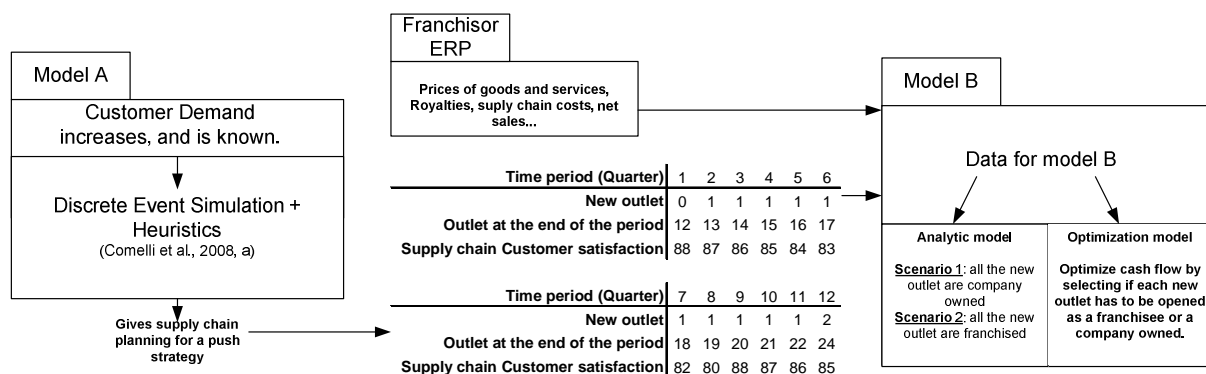 Model A
Customer Demand
increases, and is known.
Discrete Event Simulation +
Heuristics
(Comelli et al., 2008, a)
Gives supply chain
planning for a push
strategy
Franchisor
ERP
Prices of goods and services,
Royalties, suply chain costs, net
sales...
Time period (Quarter) 1 2 3 4 5 6
New outlet 0 1 1 1 1 1
Outlet at the end of the period 12 13 14 15 16 17
Supply chain Customer satisfaction 88 87 86 85 84 83
Time period (Quarter) 7 8 9 10 11 12
New outlet 1 1 1 1 1 2
Outlet at the end of the period 18 19 20 21 22 24
Supply chain Customer satisfaction 82 80 88 87 86 85
Model B
Data for model B
Analytic model
Scenario 1: all the new
outlet are company
owned
Scenario 2: all the new
outlet are franchised
Optimization model
Optimize cash flow by
selecting if each new
outlet has to be opened
as a franchisee or a
company owned.